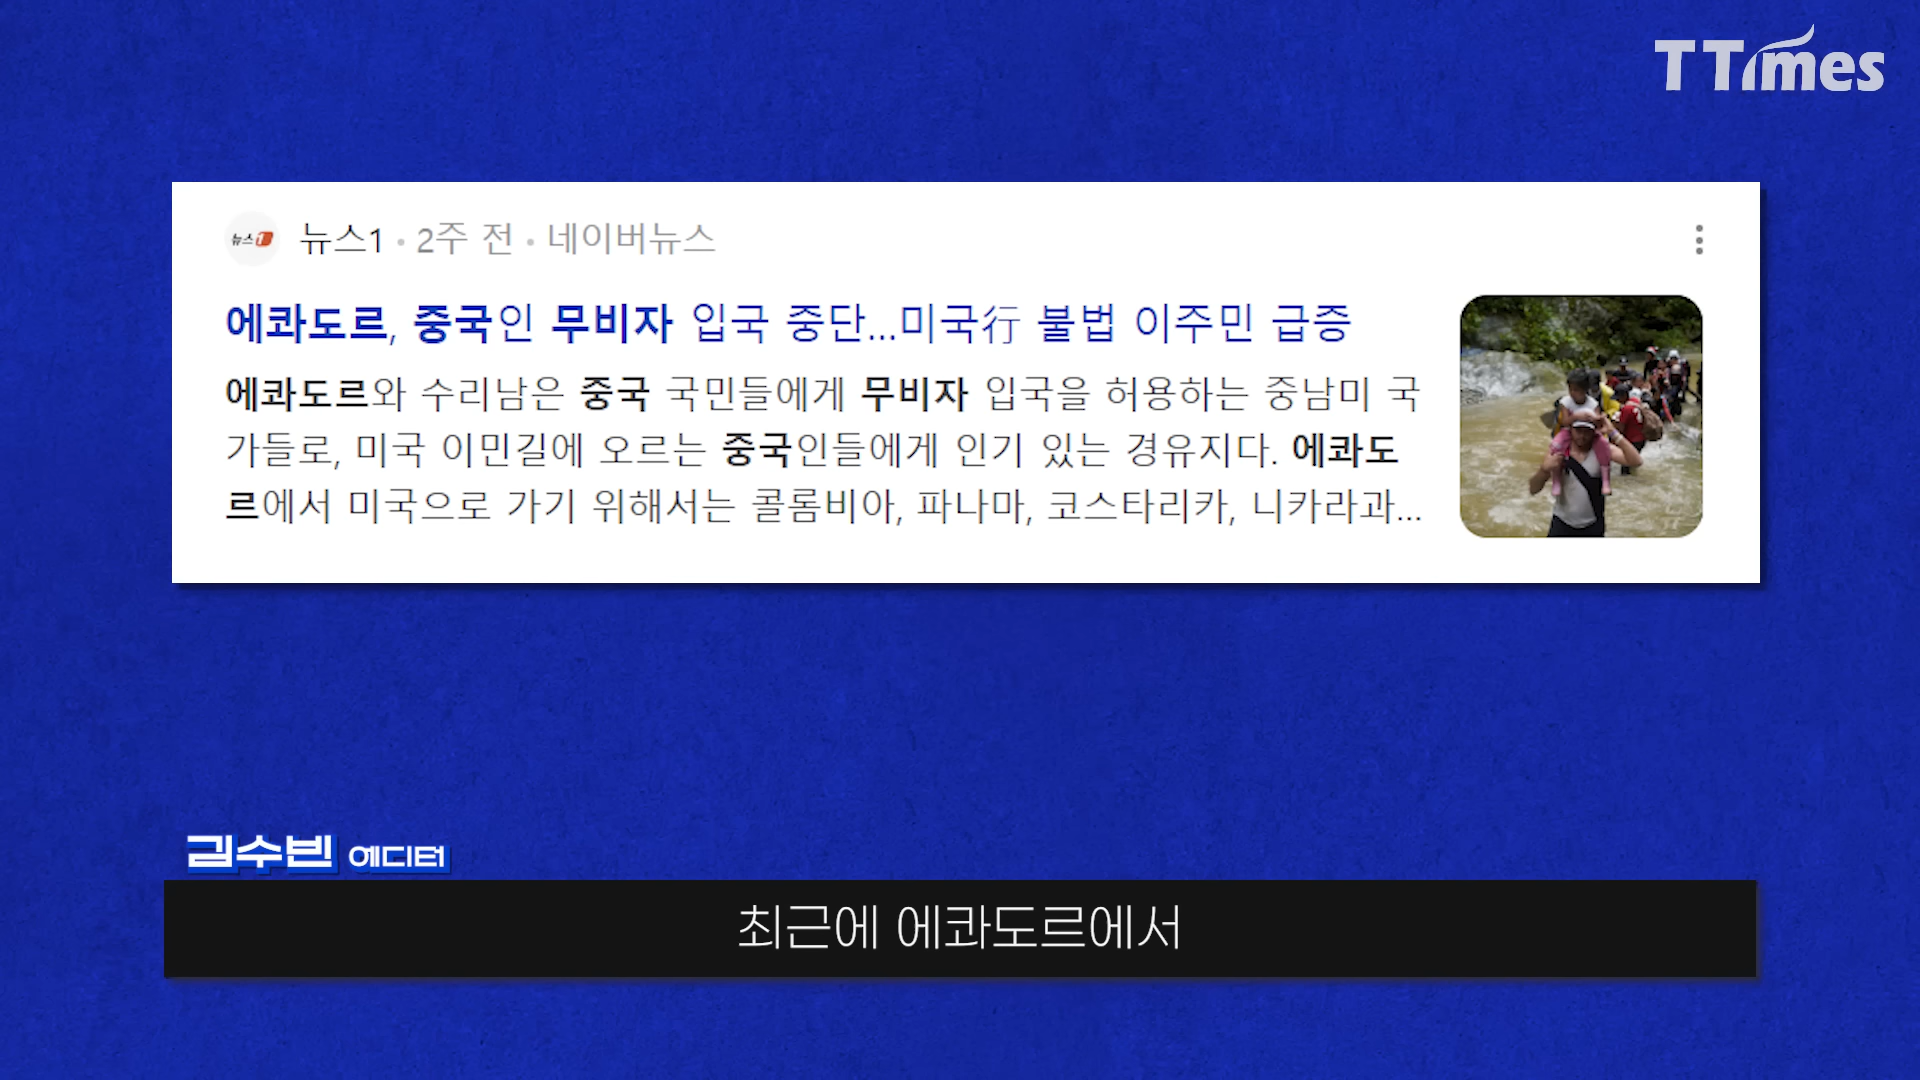 TTimes
뉴스1
뉴스1 · 2주 전 · 네이버뉴스
에콰도르, 중국인 무비자 입국 중단...미국行 불법 이주민 급증
에콰도르와 수리남은 중국 국민들에게 무비자 입국을 허용하는 중남미 국
가들로, 미국 이민길에 오르는 중국인들에게 인기 있는 경유지다. 에콰도
르에서 미국으로 가기 위해서는 콜롬비아, 파나마, 코스타리카, 니카라과...
김수빈 에디터
최근에 에콰도르에서